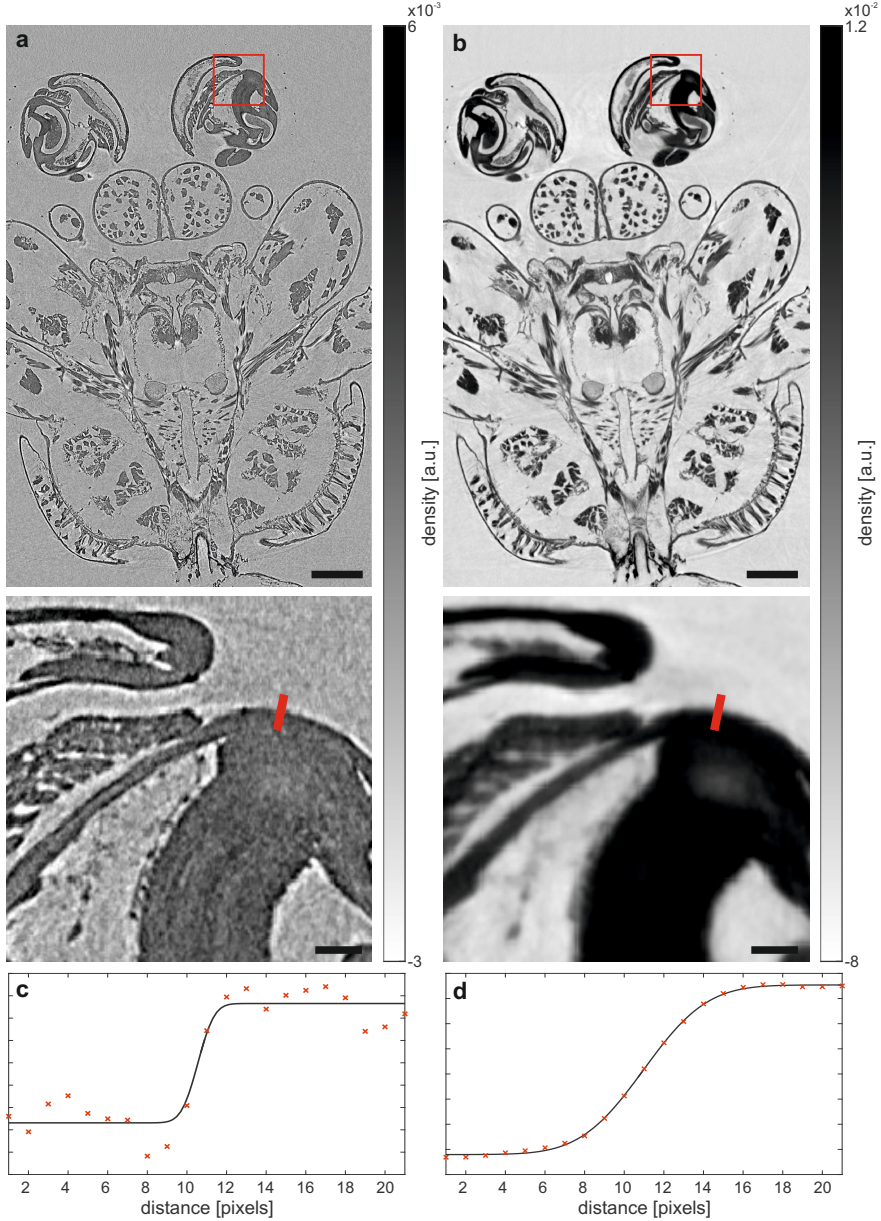 x10-3
6
a
density [a.u.]
-3
x10-2
1.2
b
density [a.u.]
-8
c
2 4 6 8 10 12 14 16 18 20
distance [pixels]
d
2 4 6 8 10 12 14 16 18 20
distance [pixels]